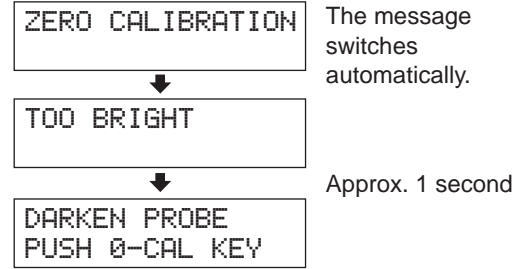 ZERO CALIBRATION
The message
switches
automatically.
TOO BRIGHT
Approx. 1 second
DARKEN PROBE
PUSH 0-CAL KEY